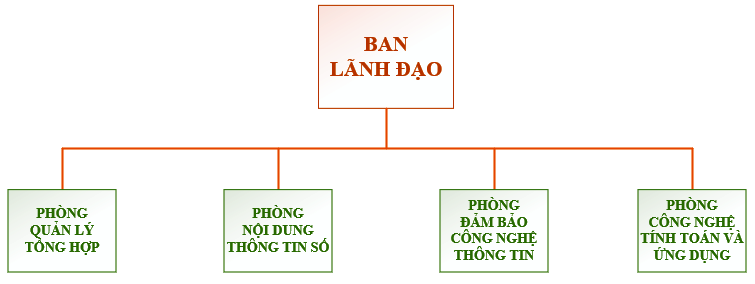 BAN
LÃNH ĐẠO
PHÒNG
QUẢN LÝ
TỔNG HỢP
PHÒNG
NỘI DUNG
THÔNG TIN SỐ
PHÒNG
ĐẢM BẢO
CÔNG NGHỆ
THÔNG TIN
PHÒNG
CÔNG NGHỆ
TÍNH TOÁN VÀ
ỨNG DỤNG